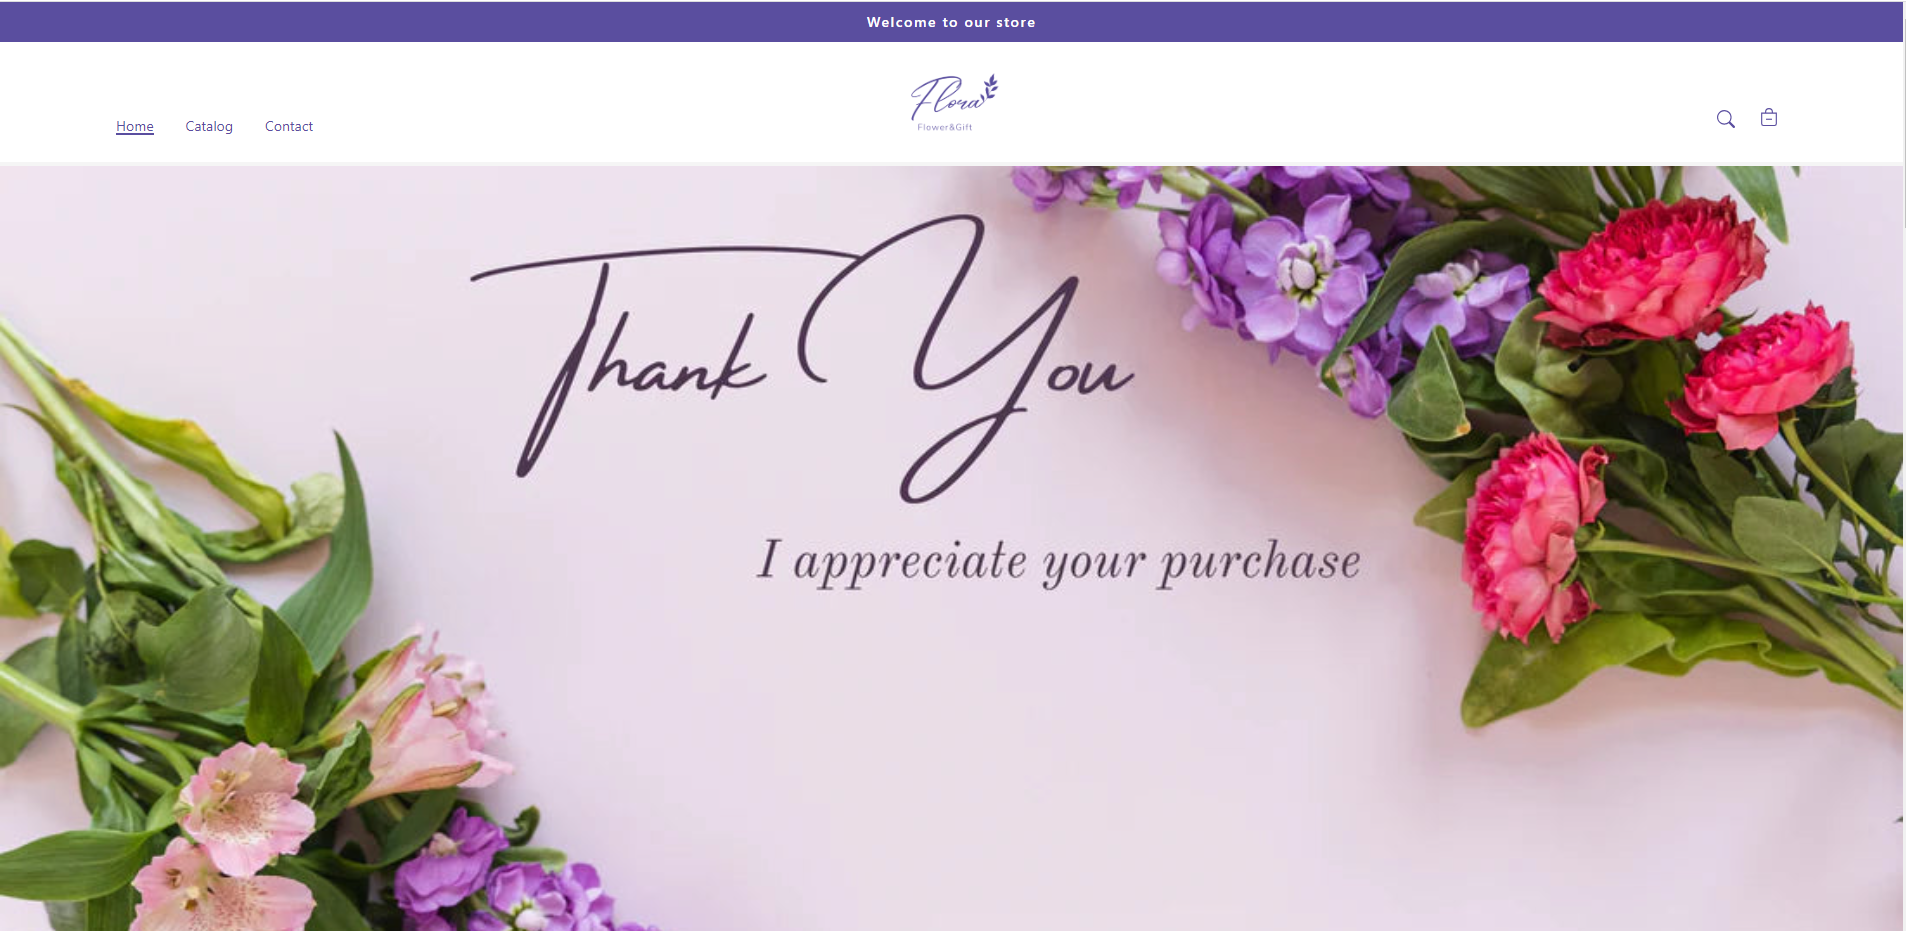 Welcome to our store
Home Catalog Contact
Flora
Flower&Gift
Thank You
I appreciate your purchase